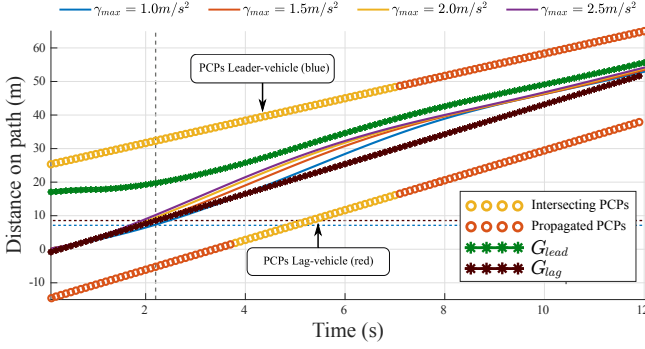 γmax = 1.0m/s² γmax = 1.5m/s² γmax = 2.0m/s² γmax = 2.5m/s²
60
50
40
30
20
10
0
-10
Distance on path (m)
PCPs Leader-vehicle (blue)
PCPs Lag-vehicle (red)
Intersecting PCPs
Propagated PCPs
Glead
Glag
2 4 6 8 10 12
Time (s)